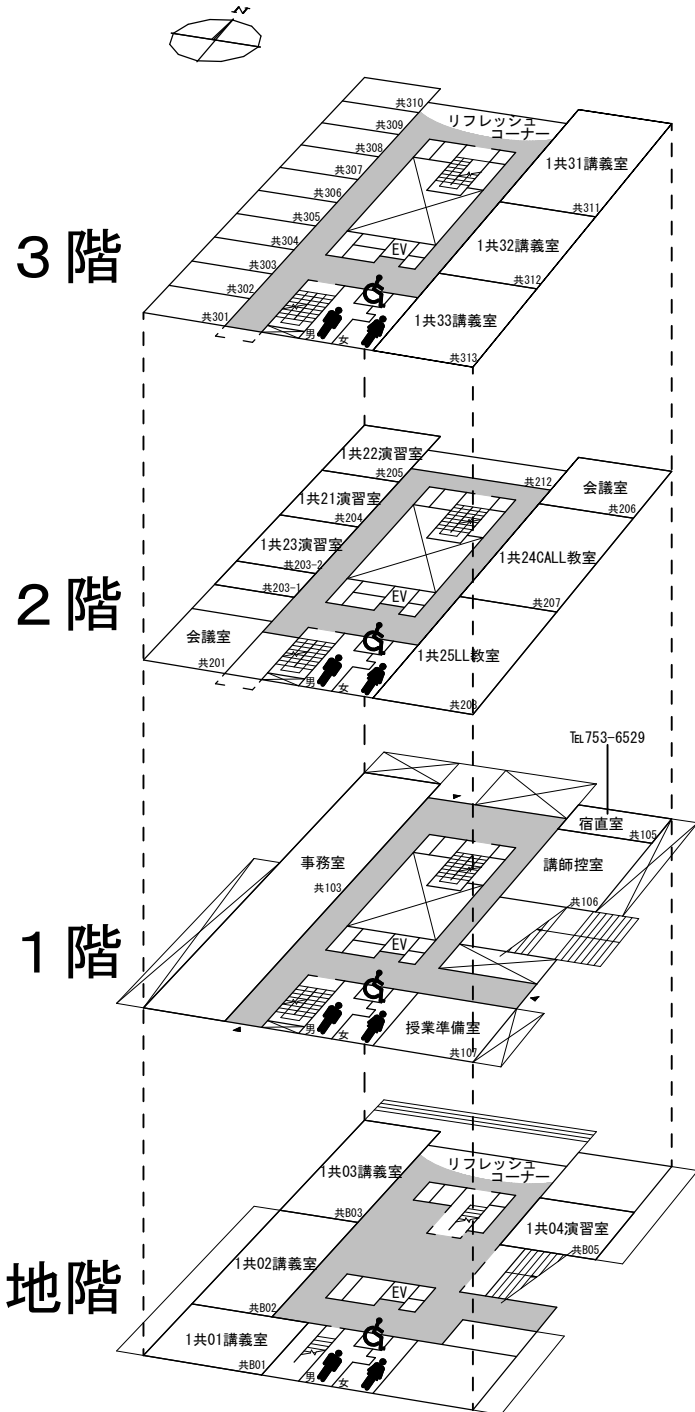 N
3階
共310
リフレッシュ
コーナー
共309
共308
1共31講義室
共307
共306
共311
共305
共304
1共32講義室
EV
共303
共312
共302
1共33講義室
共301
男
女
共313
2階
1共22演習室
共205
共212
会議室
1共21演習室
共206
共204
1共23演習室
1共24CALL教室
共203-2
共203-1
EV
共207
会議室
1共25LL教室
共201
男
女
共208
1階
℡753-6529
宿直室
共105
事務室
講師控室
共103
共106
EV
授業準備室
男
女
共107
地階
リフレッシュ
コーナー
1共03講義室
共B03
1共04演習室
共B05
1共02講義室
EV
共B02
1共01講義室
共B01
男
女